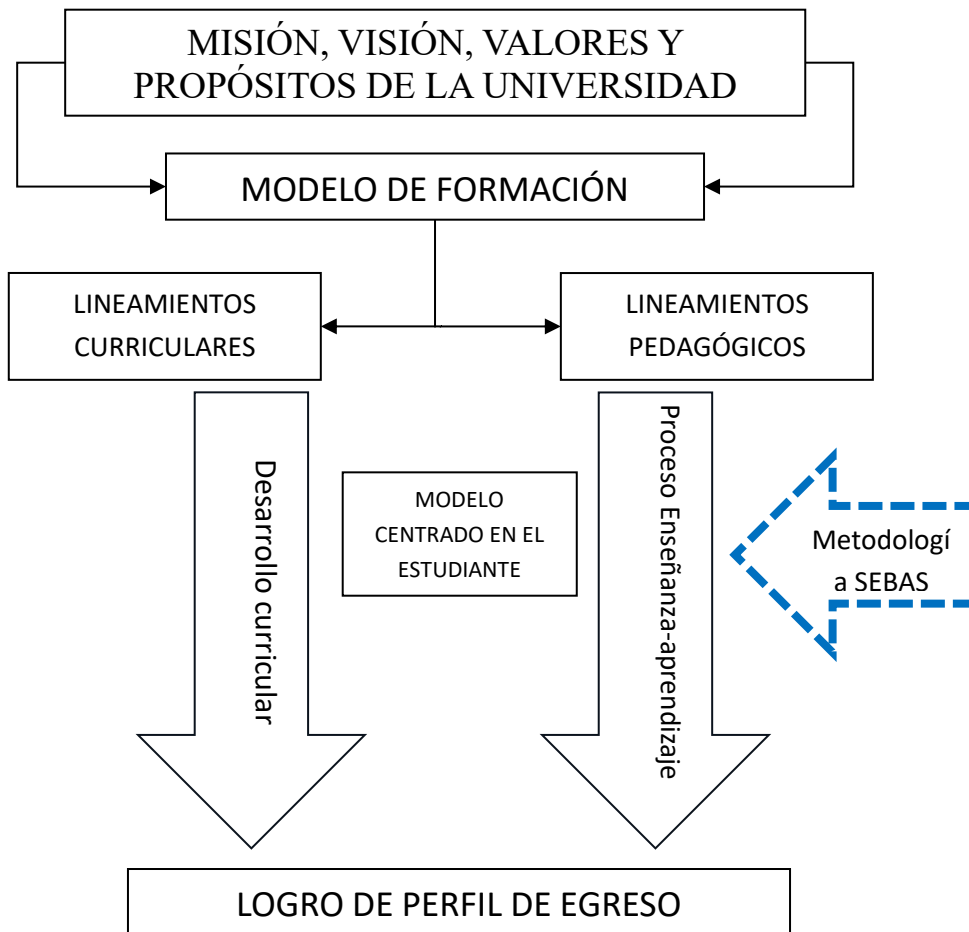 MISIÓN, VISIÓN, VALORES Y
PROPÓSITOS DE LA UNIVERSIDAD
MODELO DE FORMACIÓN
LINEAMIENTOS
CURRICULARES
LINEAMIENTOS
PEDAGÓGICOS
Desarrollo curricular
MODELO
CENTRADO EN EL
ESTUDIANTE
Proceso Enseñanza-aprendizaje
Metodologí
a SEBAS
LOGRO DE PERFIL DE EGRESO